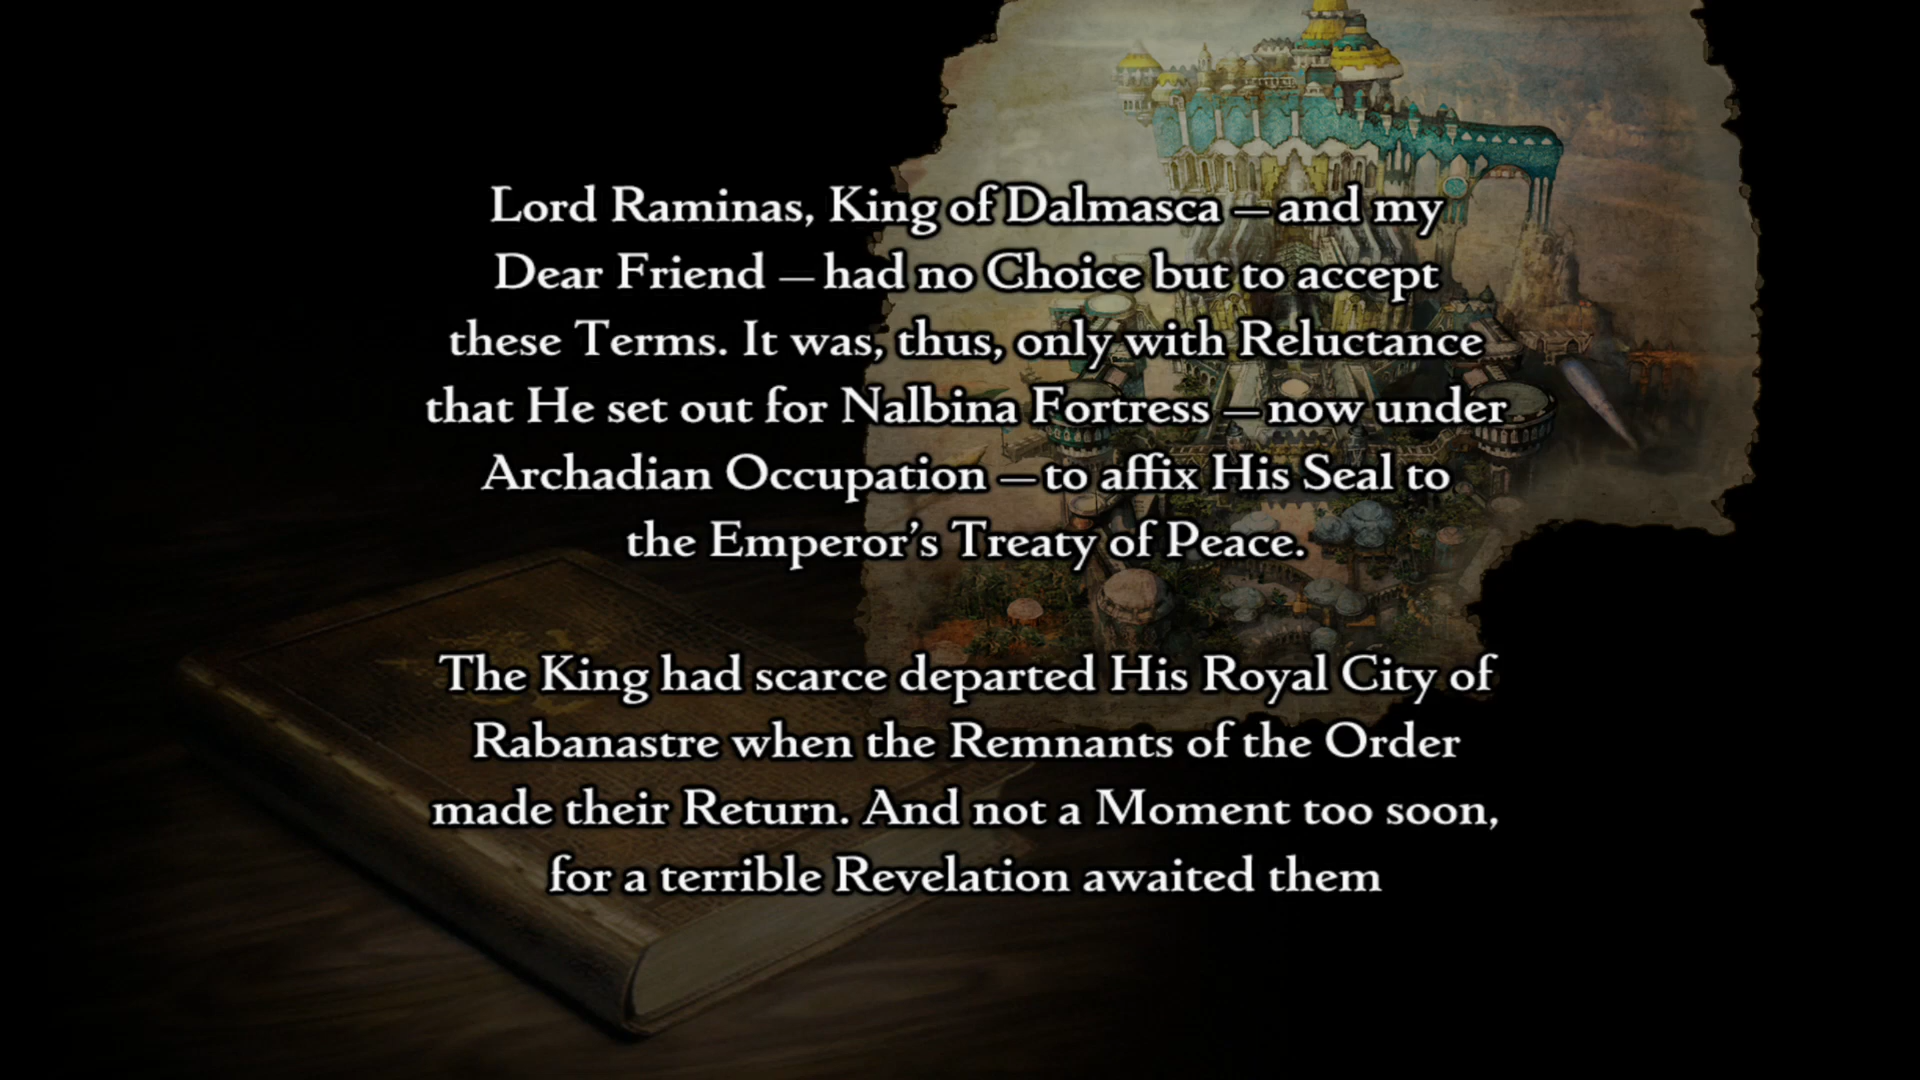 Lord Raminas, King of Dalmasca — and my
Dear Friend — had no Choice but to accept
these Terms. It was, thus, only with Reluctance
that He set out for Nalbina Fortress — now under
Archadian Occupation — to affix His Seal to
the Emperor’s Treaty of Peace.
The King had scarce departed His Royal City of
Rabanastre when the Remnants of the Order
made their Return. And not a Moment too soon,
for a terrible Revelation awaited them